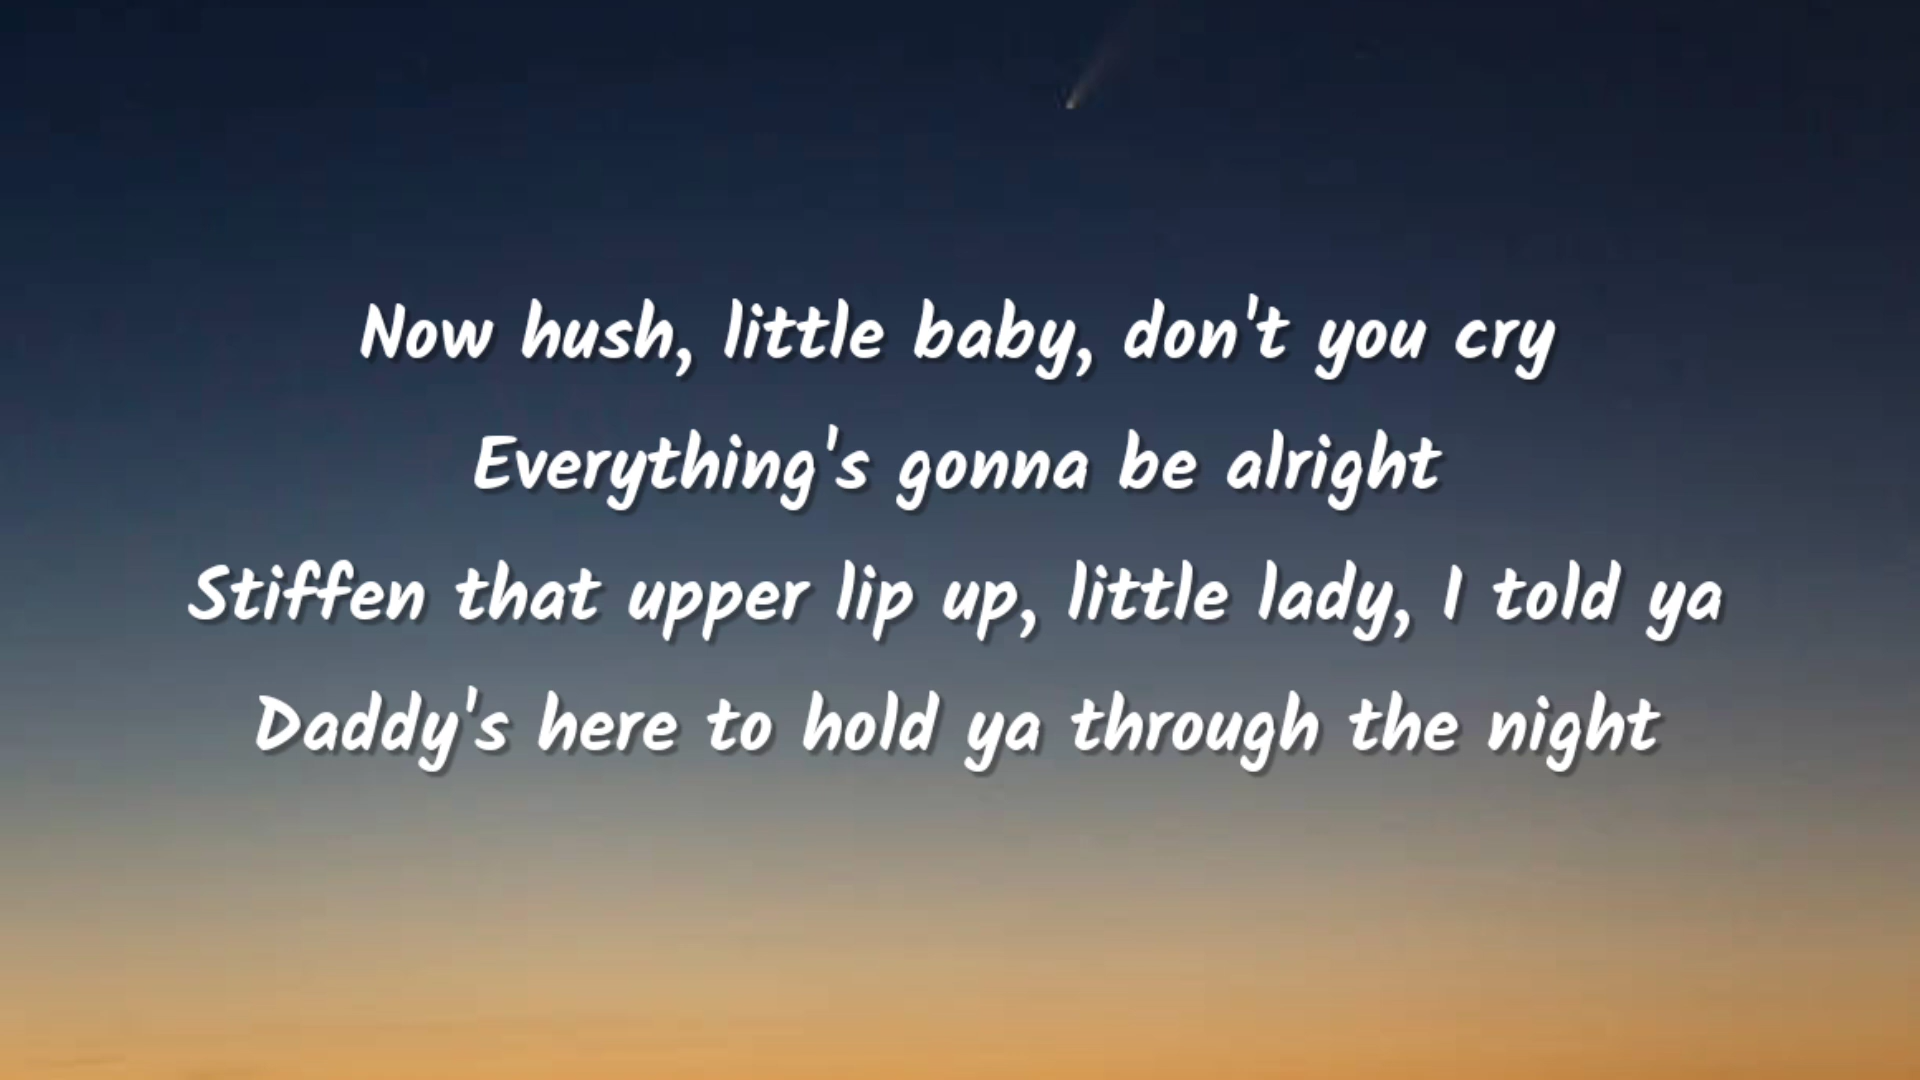 Now hush, little baby, don't you cry
Everything's gonna be alright
Stiffen that upper lip up, little lady, I told ya
Daddy's here to hold ya through the night